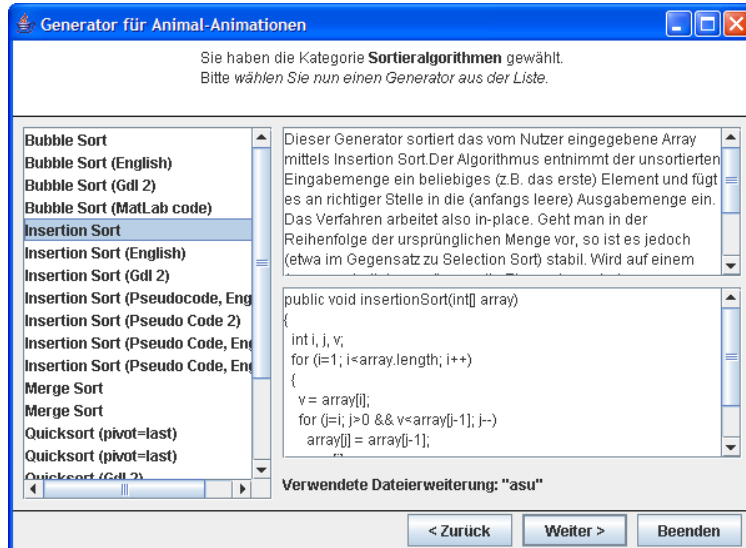 Generator für Animal-Animationen
Sie haben die Kategorie Sortieralgorithmen gewählt.
Bitte wählen Sie nun einen Generator aus der Liste.
Bubble Sort
Bubble Sort (English)
Bubble Sort (GdI 2)
Bubble Sort (MatLab code)
Insertion Sort
Insertion Sort (English)
Insertion Sort (GdI 2)
Insertion Sort (Pseudocode, Eng
Insertion Sort (Pseudo Code 2)
Insertion Sort (Pseudo Code, Eng
Insertion Sort (Pseudo Code, Eng
Merge Sort
Merge Sort
Quicksort (pivot=last)
Quicksort (pivot=last)
Quicksort (GdI 2)
Dieser Generator sortiert das vom Nutzer eingegebene Array
mittels Insertion Sort.Der Algorithmus entnimmt der unsortierten
Eingabemenge ein beliebiges (z.B. das erste) Element und fügt
es an richtiger Stelle in die (anfangs leere) Ausgabemenge ein.
Das Verfahren arbeitet also in-place. Geht man in der
Reihenfolge der ursprünglichen Menge vor, so ist es jedoch
(etwa im Gegensatz zu Selection Sort) stabil. Wird auf einem
public void insertionSort(int[] array)
{
int i, j, v;
for (i=1; i<array.length; i++)
{
v = array[i];
for (j=i; j>0 && v<array[j-1]; j--)
array[j] = array[j-1];
Verwendete Dateierweiterung: "asu"
< Zurück
Weiter >
Beenden